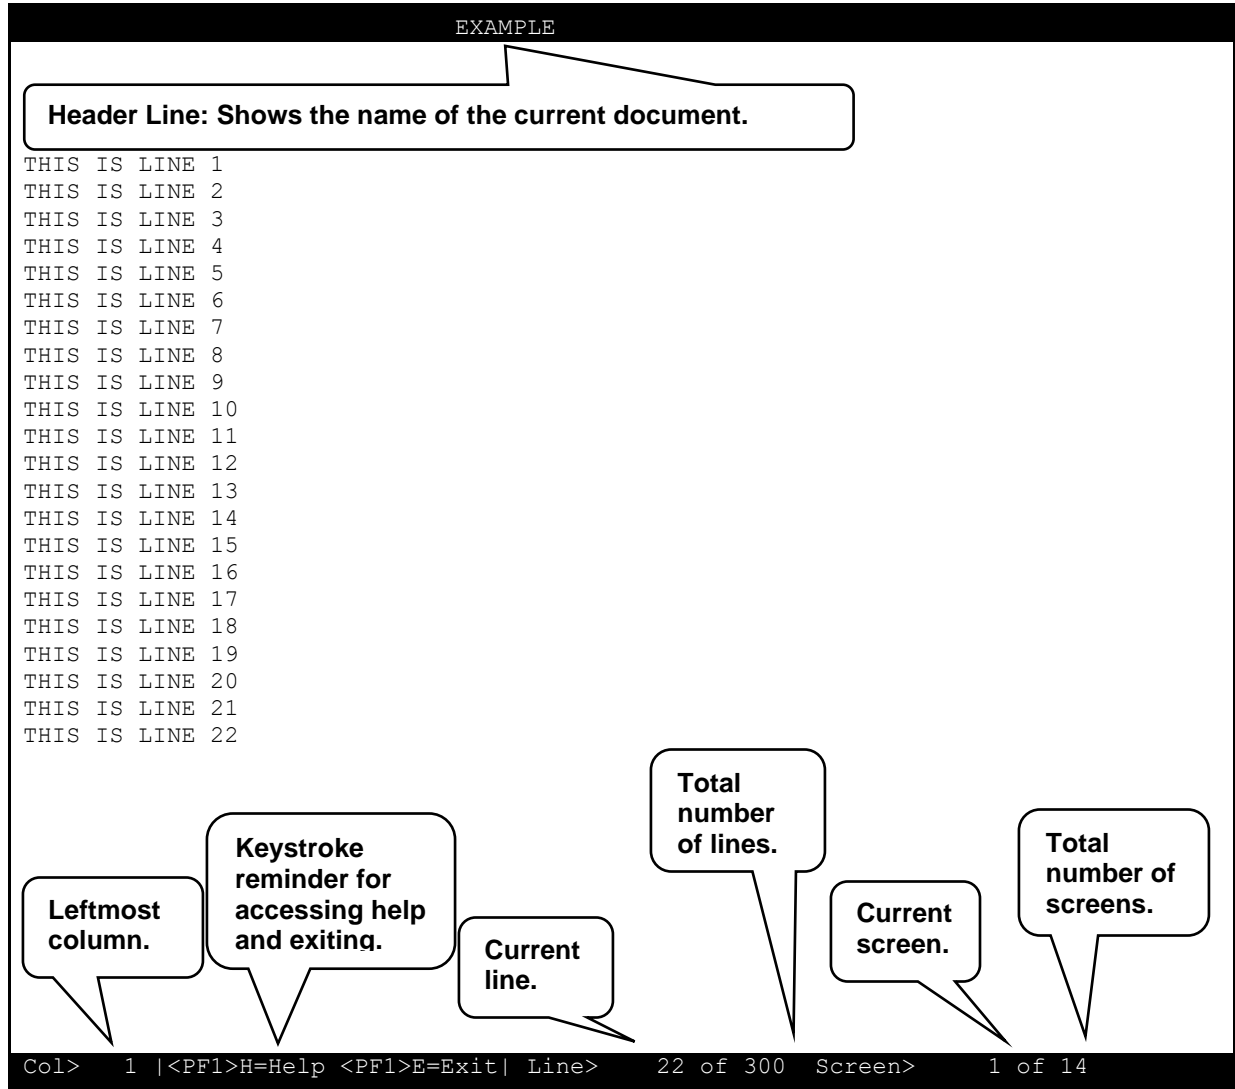 EXAMPLE
Header Line: Shows the name of the current document.
THIS IS LINE 1
THIS IS LINE 2
THIS IS LINE 3
THIS IS LINE 4
THIS IS LINE 5
THIS IS LINE 6
THIS IS LINE 7
THIS IS LINE 8
THIS IS LINE 9
THIS IS LINE 10
THIS IS LINE 11
THIS IS LINE 12
THIS IS LINE 13
THIS IS LINE 14
THIS IS LINE 15
THIS IS LINE 16
THIS IS LINE 17
THIS IS LINE 18
THIS IS LINE 19
THIS IS LINE 20
THIS IS LINE 21
THIS IS LINE 22
Leftmost
column.
Keystroke
reminder for
accessing help
and exiting.
Current
line.
Total
number
of lines.
Current
screen.
Total
number of
screens.
Col>   1 |<PF1>H=Help <PF1>E=Exit| Line>    22 of 300  Screen>    1 of 14